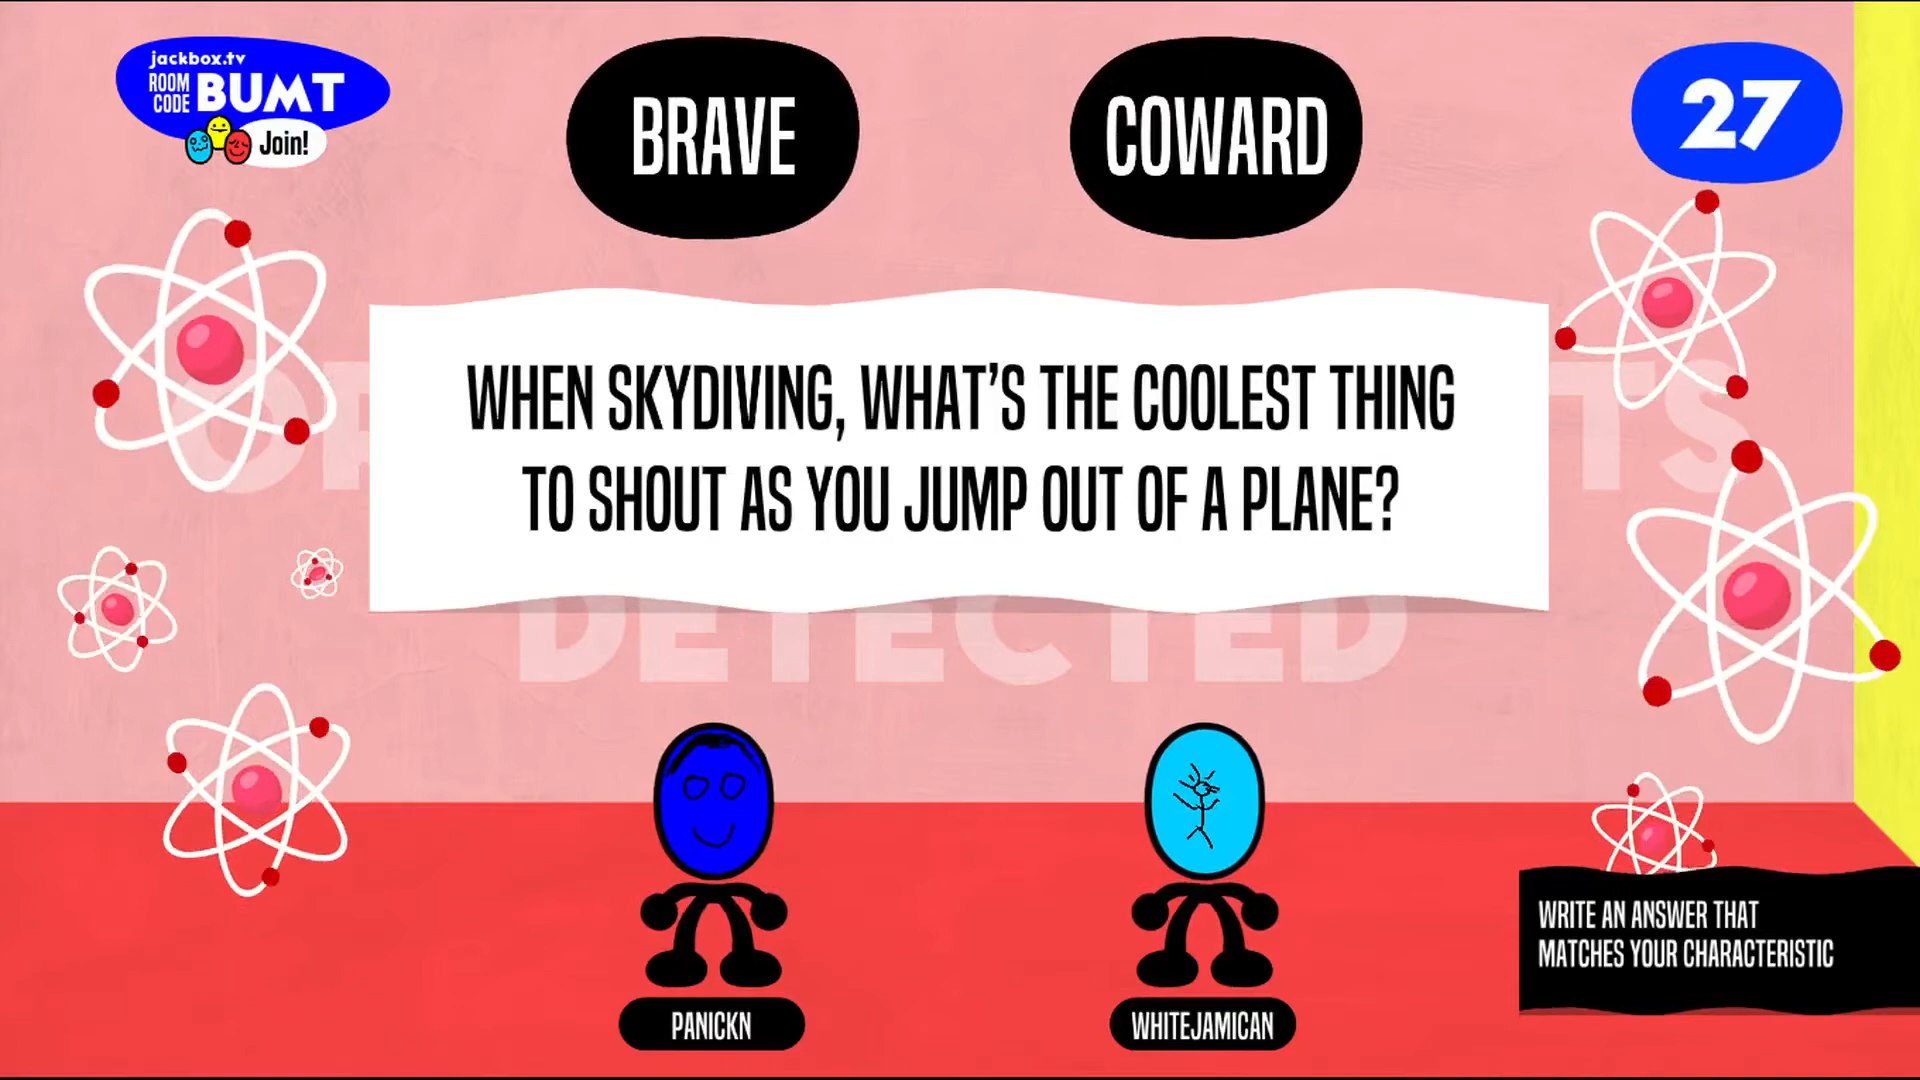 jackbox.tv
ROOM CODE BUMT
Join!
BRAVE
COWARD
27
WHEN SKYDIVING, WHAT'S THE COOLEST THING
TO SHOUT AS YOU JUMP OUT OF A PLANE?
DETECTED
PANICKN
WHITEJAMICAN
WRITE AN ANSWER THAT
MATCHES YOUR CHARACTERISTIC